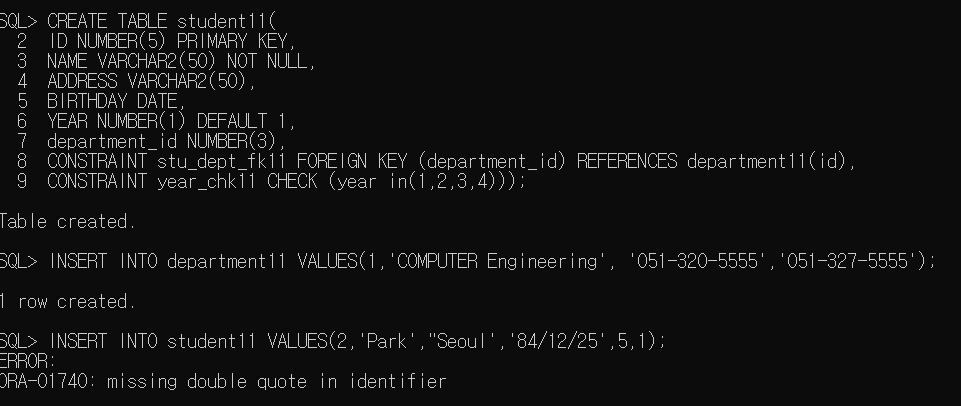 SQL> CREATE TABLE student11(
  2  ID NUMBER(5) PRIMARY KEY,
  3  NAME VARCHAR2(50) NOT NULL,
  4  ADDRESS VARCHAR2(50),
  5  BIRTHDAY DATE,
  6  YEAR NUMBER(1) DEFAULT 1,
  7  department_id NUMBER(3),
  8  CONSTRAINT stu_dept_fk11 FOREIGN KEY (department_id) REFERENCES department11(id),
  9  CONSTRAINT year_chk11 CHECK (year in(1,2,3,4)));
Table created.
SQL> INSERT INTO department11 VALUES(1,'COMPUTER Engineering', '051-320-5555','051-327-5555');
1 row created.
SQL> INSERT INTO student11 VALUES(2,'Park',"Seoul','84/12/25',5,1);
ERROR:
ORA-01740: missing double quote in identifier